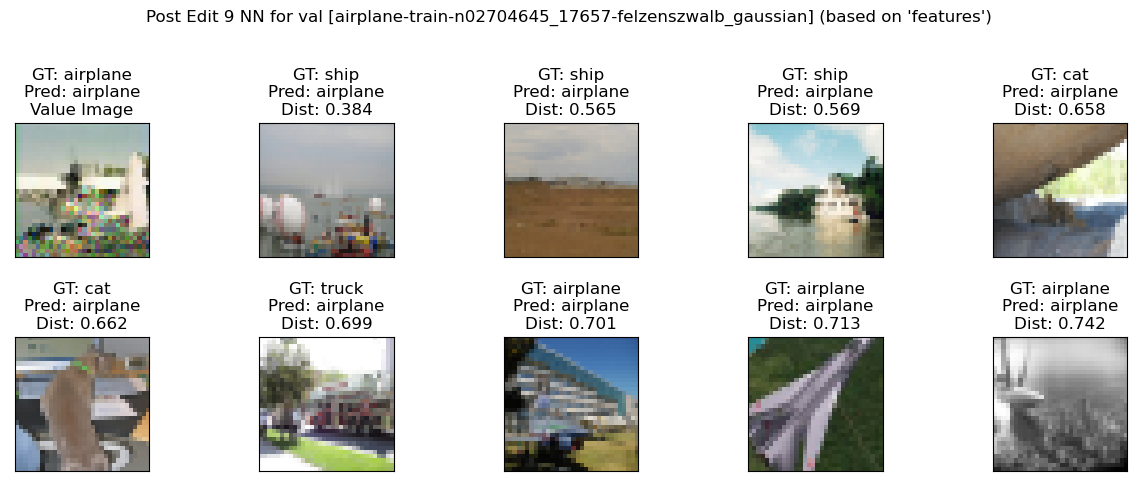 Post Edit 9 NN for val [airplane-train-n02704645_17657-felzenszwalb_gaussian] (based on 'features')
GT: airplane
Pred: airplane
Value Image
GT: ship
Pred: airplane
Dist: 0.384
GT: ship
Pred: airplane
Dist: 0.565
GT: ship
Pred: airplane
Dist: 0.569
GT: cat
Pred: airplane
Dist: 0.658
GT: cat
Pred: airplane
Dist: 0.662
GT: truck
Pred: airplane
Dist: 0.699
GT: airplane
Pred: airplane
Dist: 0.701
GT: airplane
Pred: airplane
Dist: 0.713
GT: airplane
Pred: airplane
Dist: 0.742